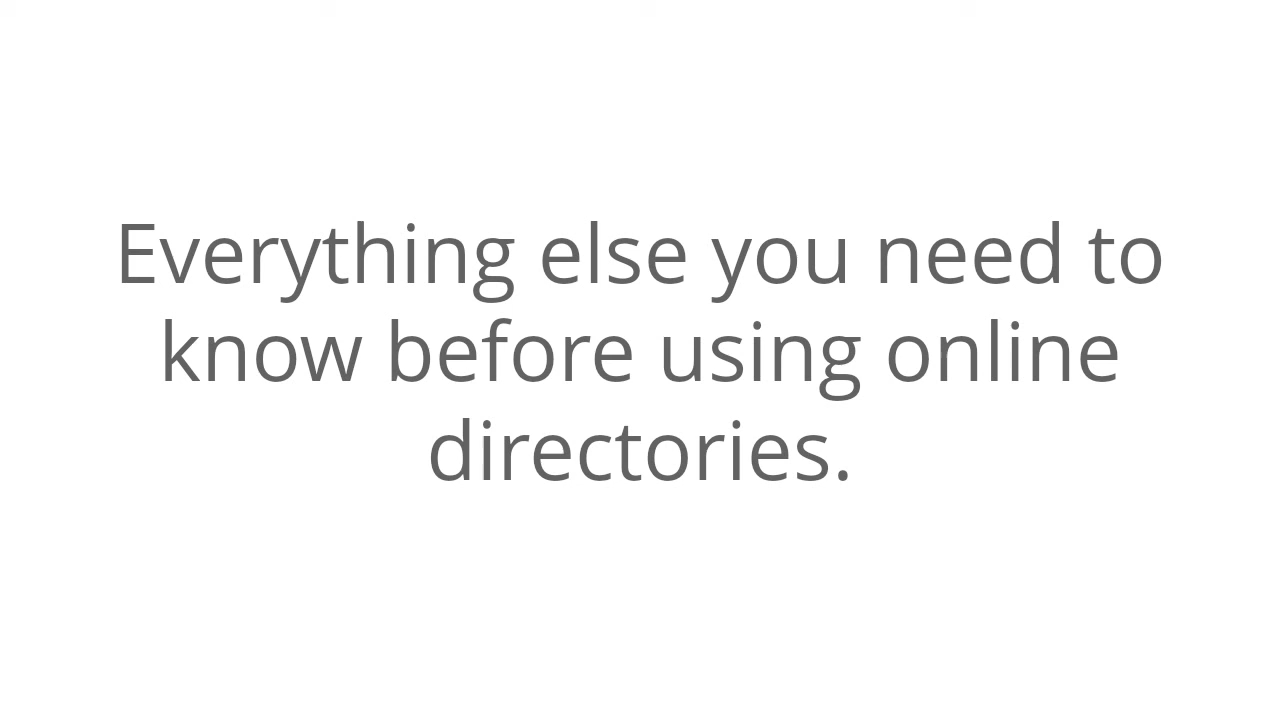 Everything else you need to
know before using online
directories.